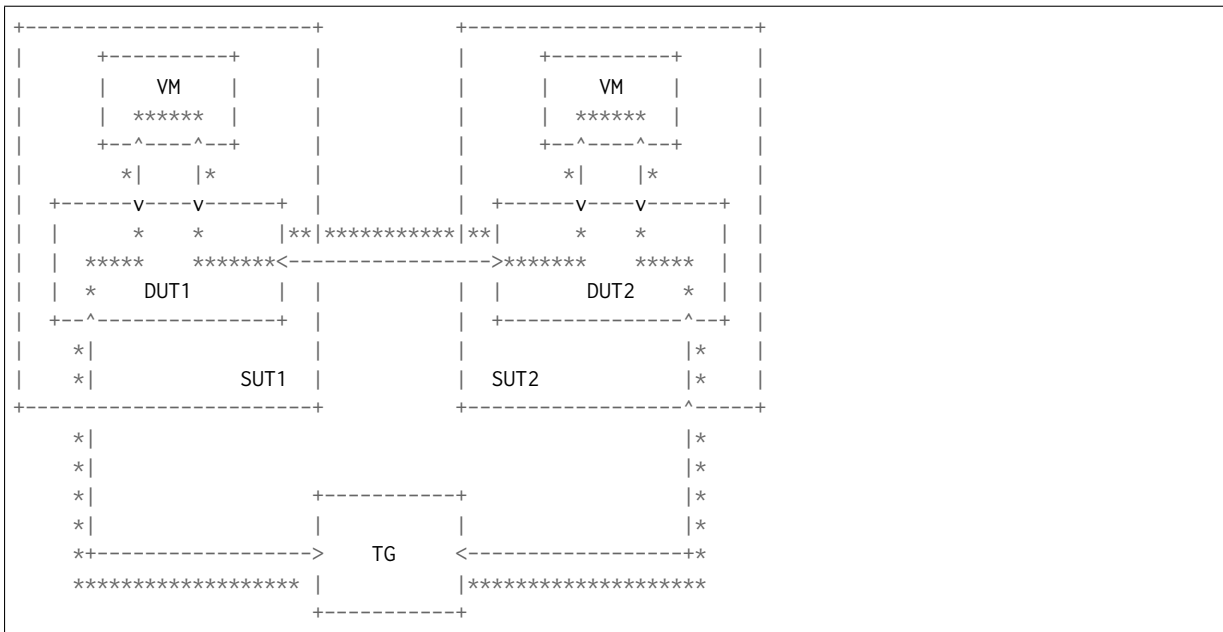 +------------------------+           +------------------------+
|      +-----------+      |           |      +-----------+      |
|      |    VM     |      |           |      |    VM     |      |
|      |  ******  |      |           |      |  ******  |      |
|      +--^----^--+      |           |      +--^----^--+      |
|        *|    |*        |           |        *|    |*        |
|  +------v----v------+  |           |  +------v----v------+  |
|  |      *    *      |**|***********|**|      *    *      |  |
|  |  *****    *******<----------------->*******    *****  |  |
|  |  *    DUT1       |  |           |  |       DUT2    *  |  |
|  +--^---------------+  |           |  +---------------^--+  |
|    *|                  |           |                  |*    |
|    *|            SUT1  |           |  SUT2            |*    |
+------------------------+           +------------------^-----+
     *|                                                 |*
     *|                                                 |*
     *|                  +-----------+                  |*
     *|                  |           |                  |*
     *+------------------>    TG     <------------------+*
     ******************* |           |********************
                         +-----------+